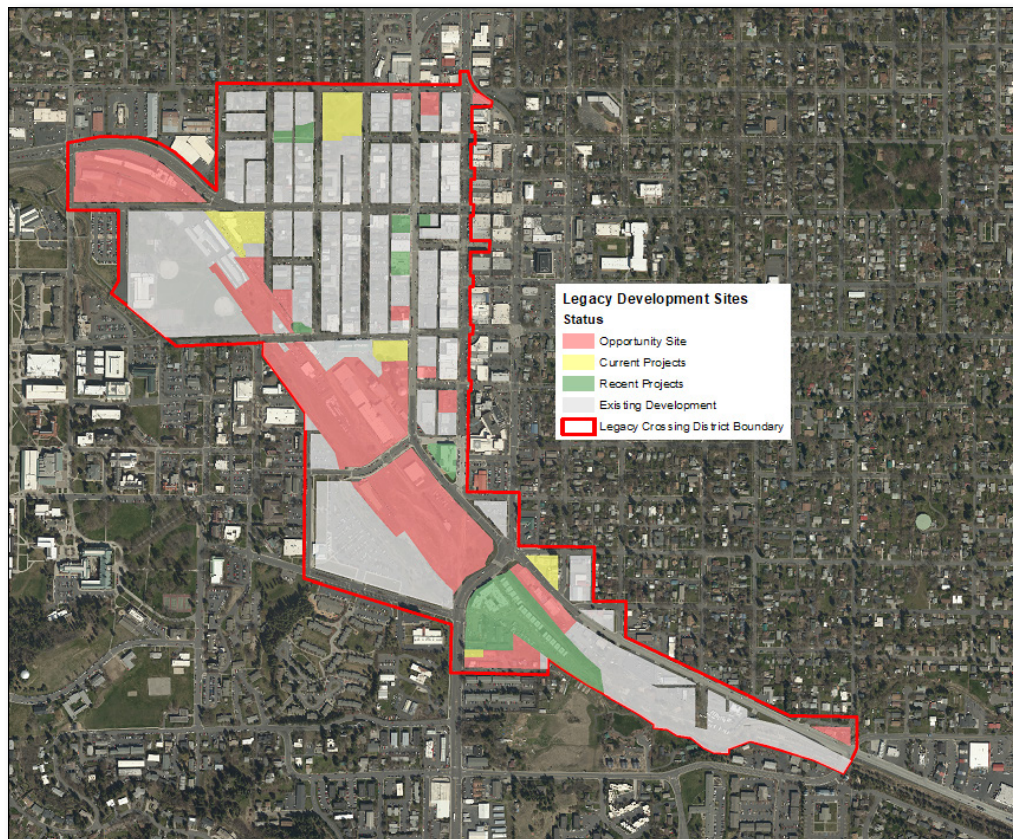 Legacy Development Sites
Status
Opportunity Site
Current Projects
Recent Projects
Existing Development
Legacy Crossing District Boundary